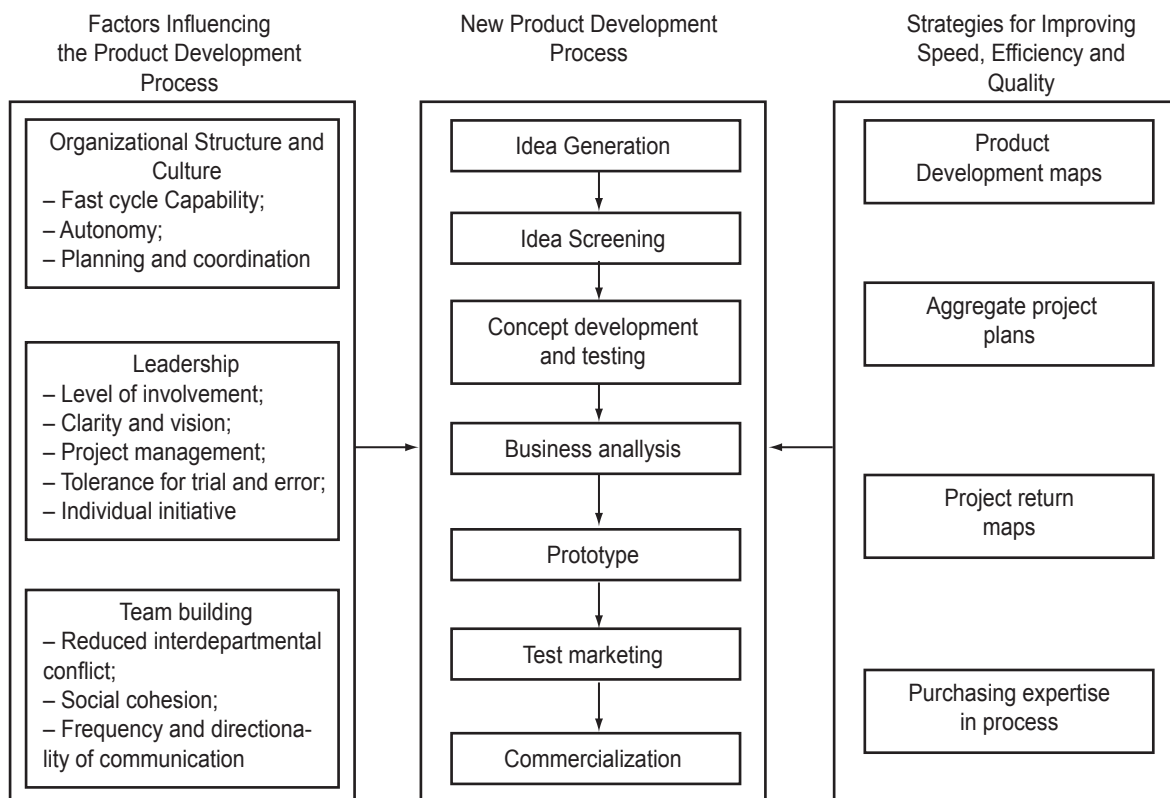 Factors Influencing
the Product Development
Process
Organizational Structure and
Culture
– Fast cycle Capability;
– Autonomy;
– Planning and coordination
Leadership
– Level of involvement;
– Clarity and vision;
– Project management;
– Tolerance for trial and error;
– Individual initiative
Team building
– Reduced interdepartmental
conflict;
– Social cohesion;
– Frequency and directiona-
lity of communication
New Product Development
Process
Idea Generation
Idea Screening
Concept development
and testing
Business anallysis
Prototype
Test marketing
Commercialization
Strategies for Improving
Speed, Efficiency and
Quality
Product
Development maps
Aggregate project
plans
Project return
maps
Purchasing expertise
in process